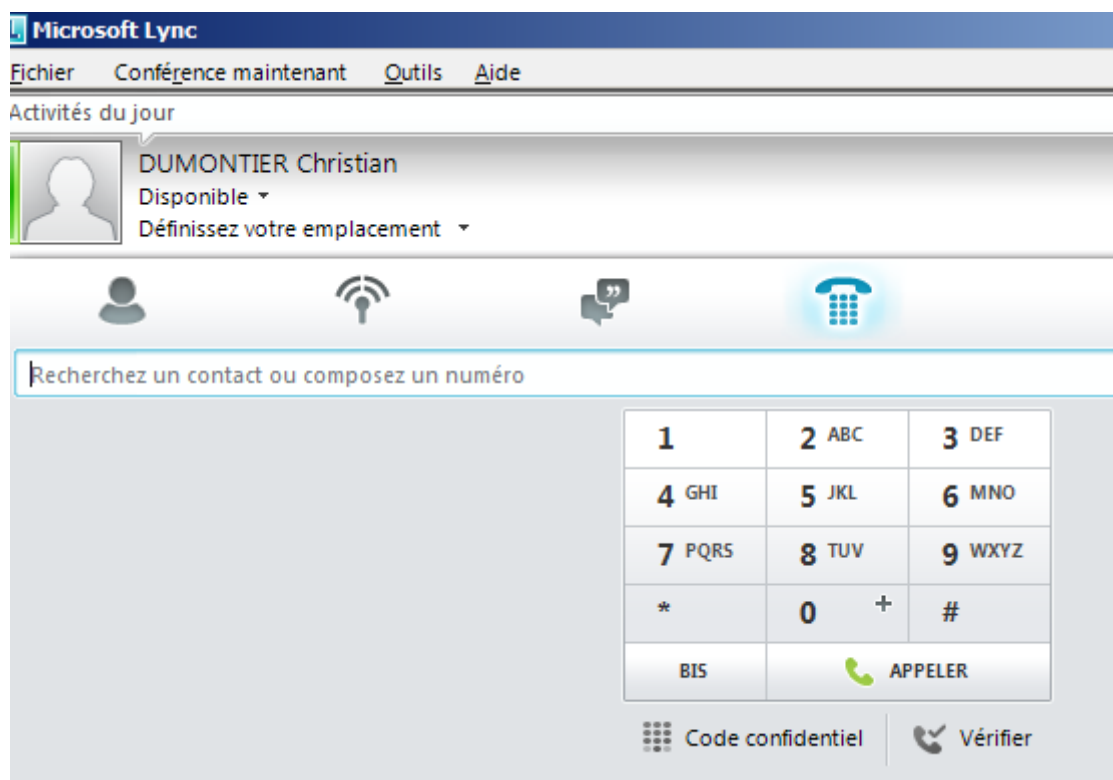 Microsoft Lync
Fichier Conférence maintenant Outils Aide
Activités du jour
DUMONTIER Christian
Disponible
Définissez votre emplacement
Recherchez un contact ou composez un numéro
1 2 ABC 3 DEF
4 GHI 5 JKL 6 MNO
7 PQRS 8 TUV 9 WXYZ
* 0 + #
BIS APPELER
Code confidentiel Vérifier